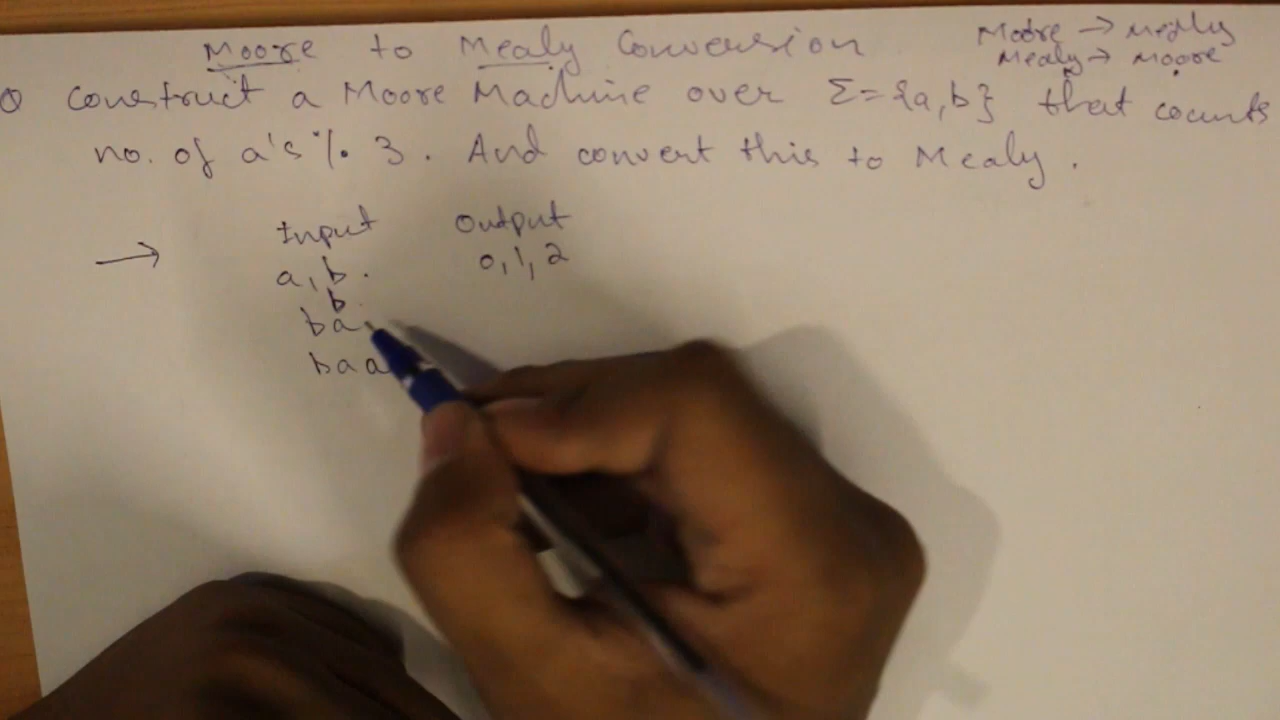 Moore to Mealy Conversion
Moore → Mealy
Mealy → Moore
Q Construct a Moore Machine over Σ={a,b} that counts
no. of a's % 3. And convert this to Mealy.
→ Input Output
a,b. 0,1,2
b.
ba
baa